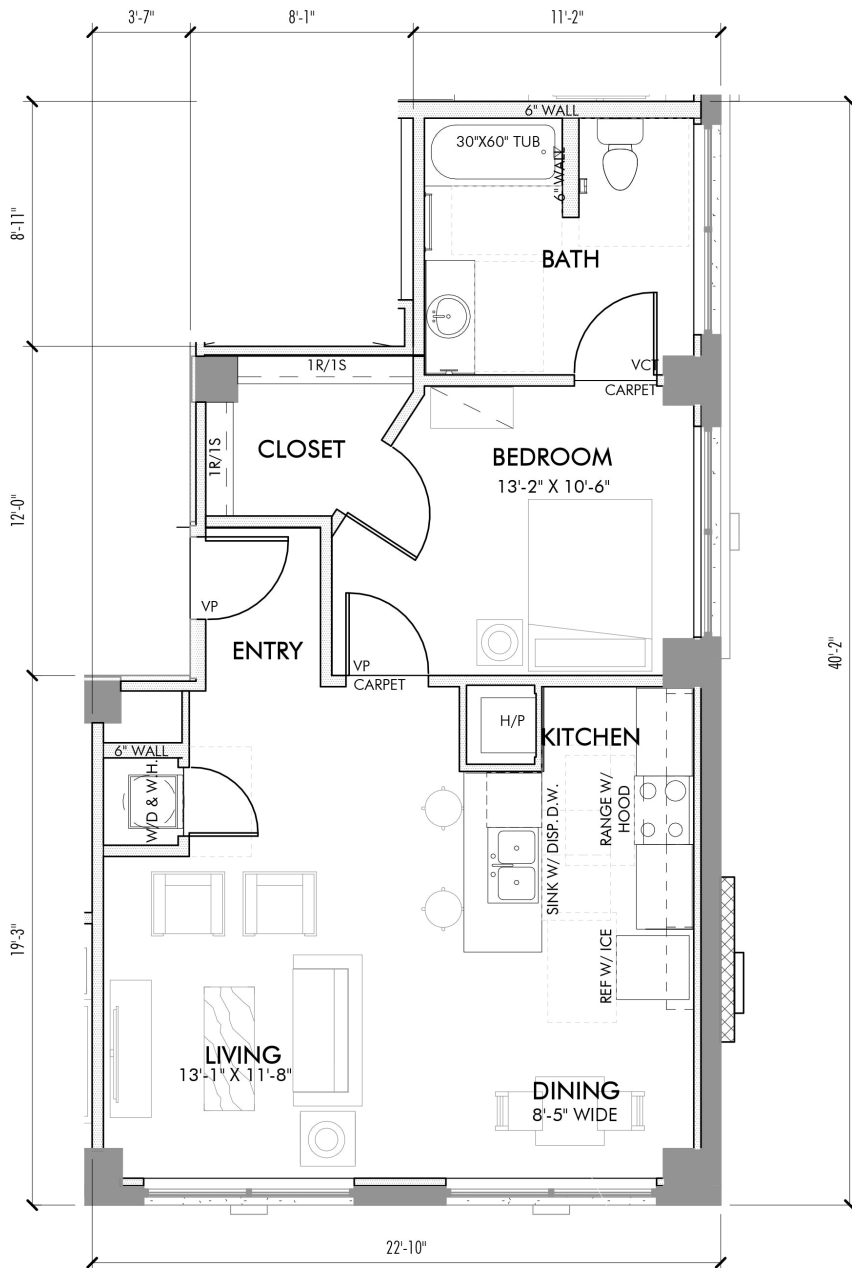 3'-7"
8'-1"
11'-2"
6" WALL
30"X60" TUB
6" WALL
8'-11"
BATH
1R/1S
VCT
CARPET
CLOSET
1R/1S
BEDROOM
13'-2" X 10'-6"
12'-0"
VP
ENTRY
40'-2"
VP
CARPET
H/P
KITCHEN
6" WALL
W/D & W.H.
SINK W/ DISP. D.W.
RANGE W/
HOOD
19'-3"
REF W/ ICE
LIVING
13'-1" X 11'-8"
DINING
8'-5" WIDE
22'-10"